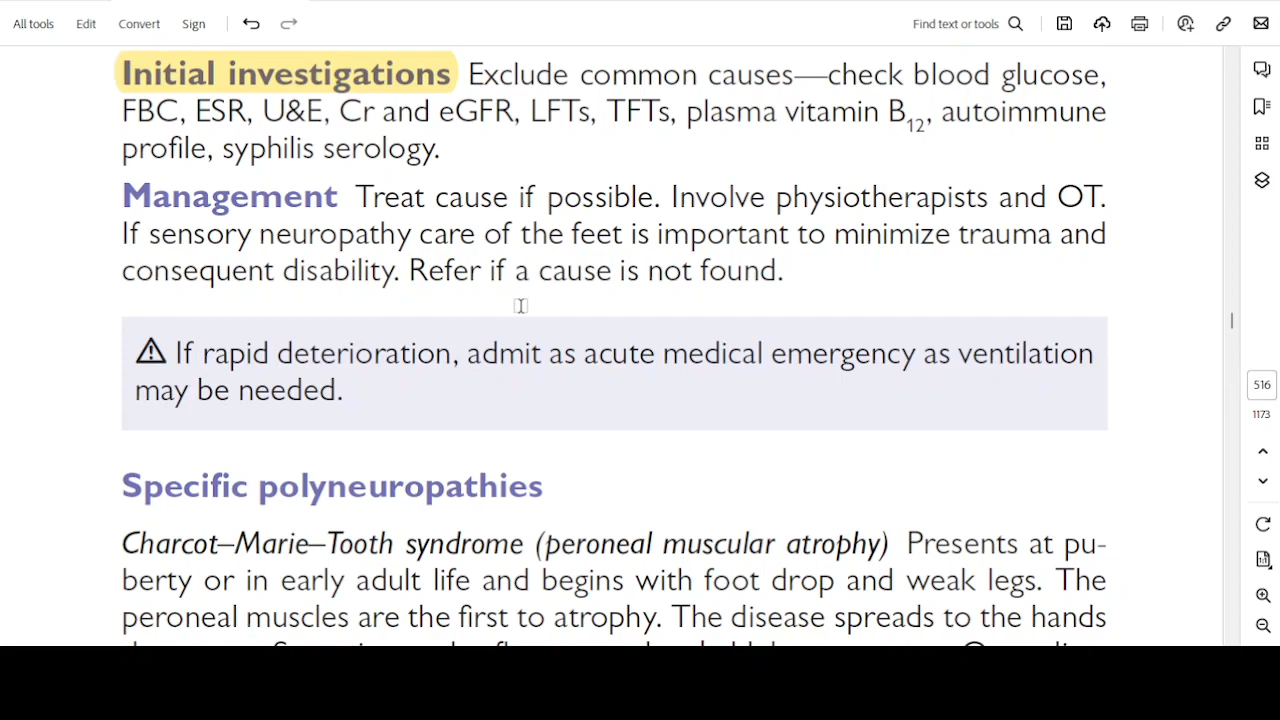 All tools Edit Convert Sign Find text or tools
Initial investigations Exclude common causes—check blood glucose,
FBC, ESR, U&E, Cr and eGFR, LFTs, TFTs, plasma vitamin B12, autoimmune
profile, syphilis serology.
Management Treat cause if possible. Involve physiotherapists and OT.
If sensory neuropathy care of the feet is important to minimize trauma and
consequent disability. Refer if a cause is not found.
⚠ If rapid deterioration, admit as acute medical emergency as ventilation
may be needed.
516
1173
Specific polyneuropathies
Charcot–Marie–Tooth syndrome (peroneal muscular atrophy) Presents at pu-
berty or in early adult life and begins with foot drop and weak legs. The
peroneal muscles are the first to atrophy. The disease spreads to the hands